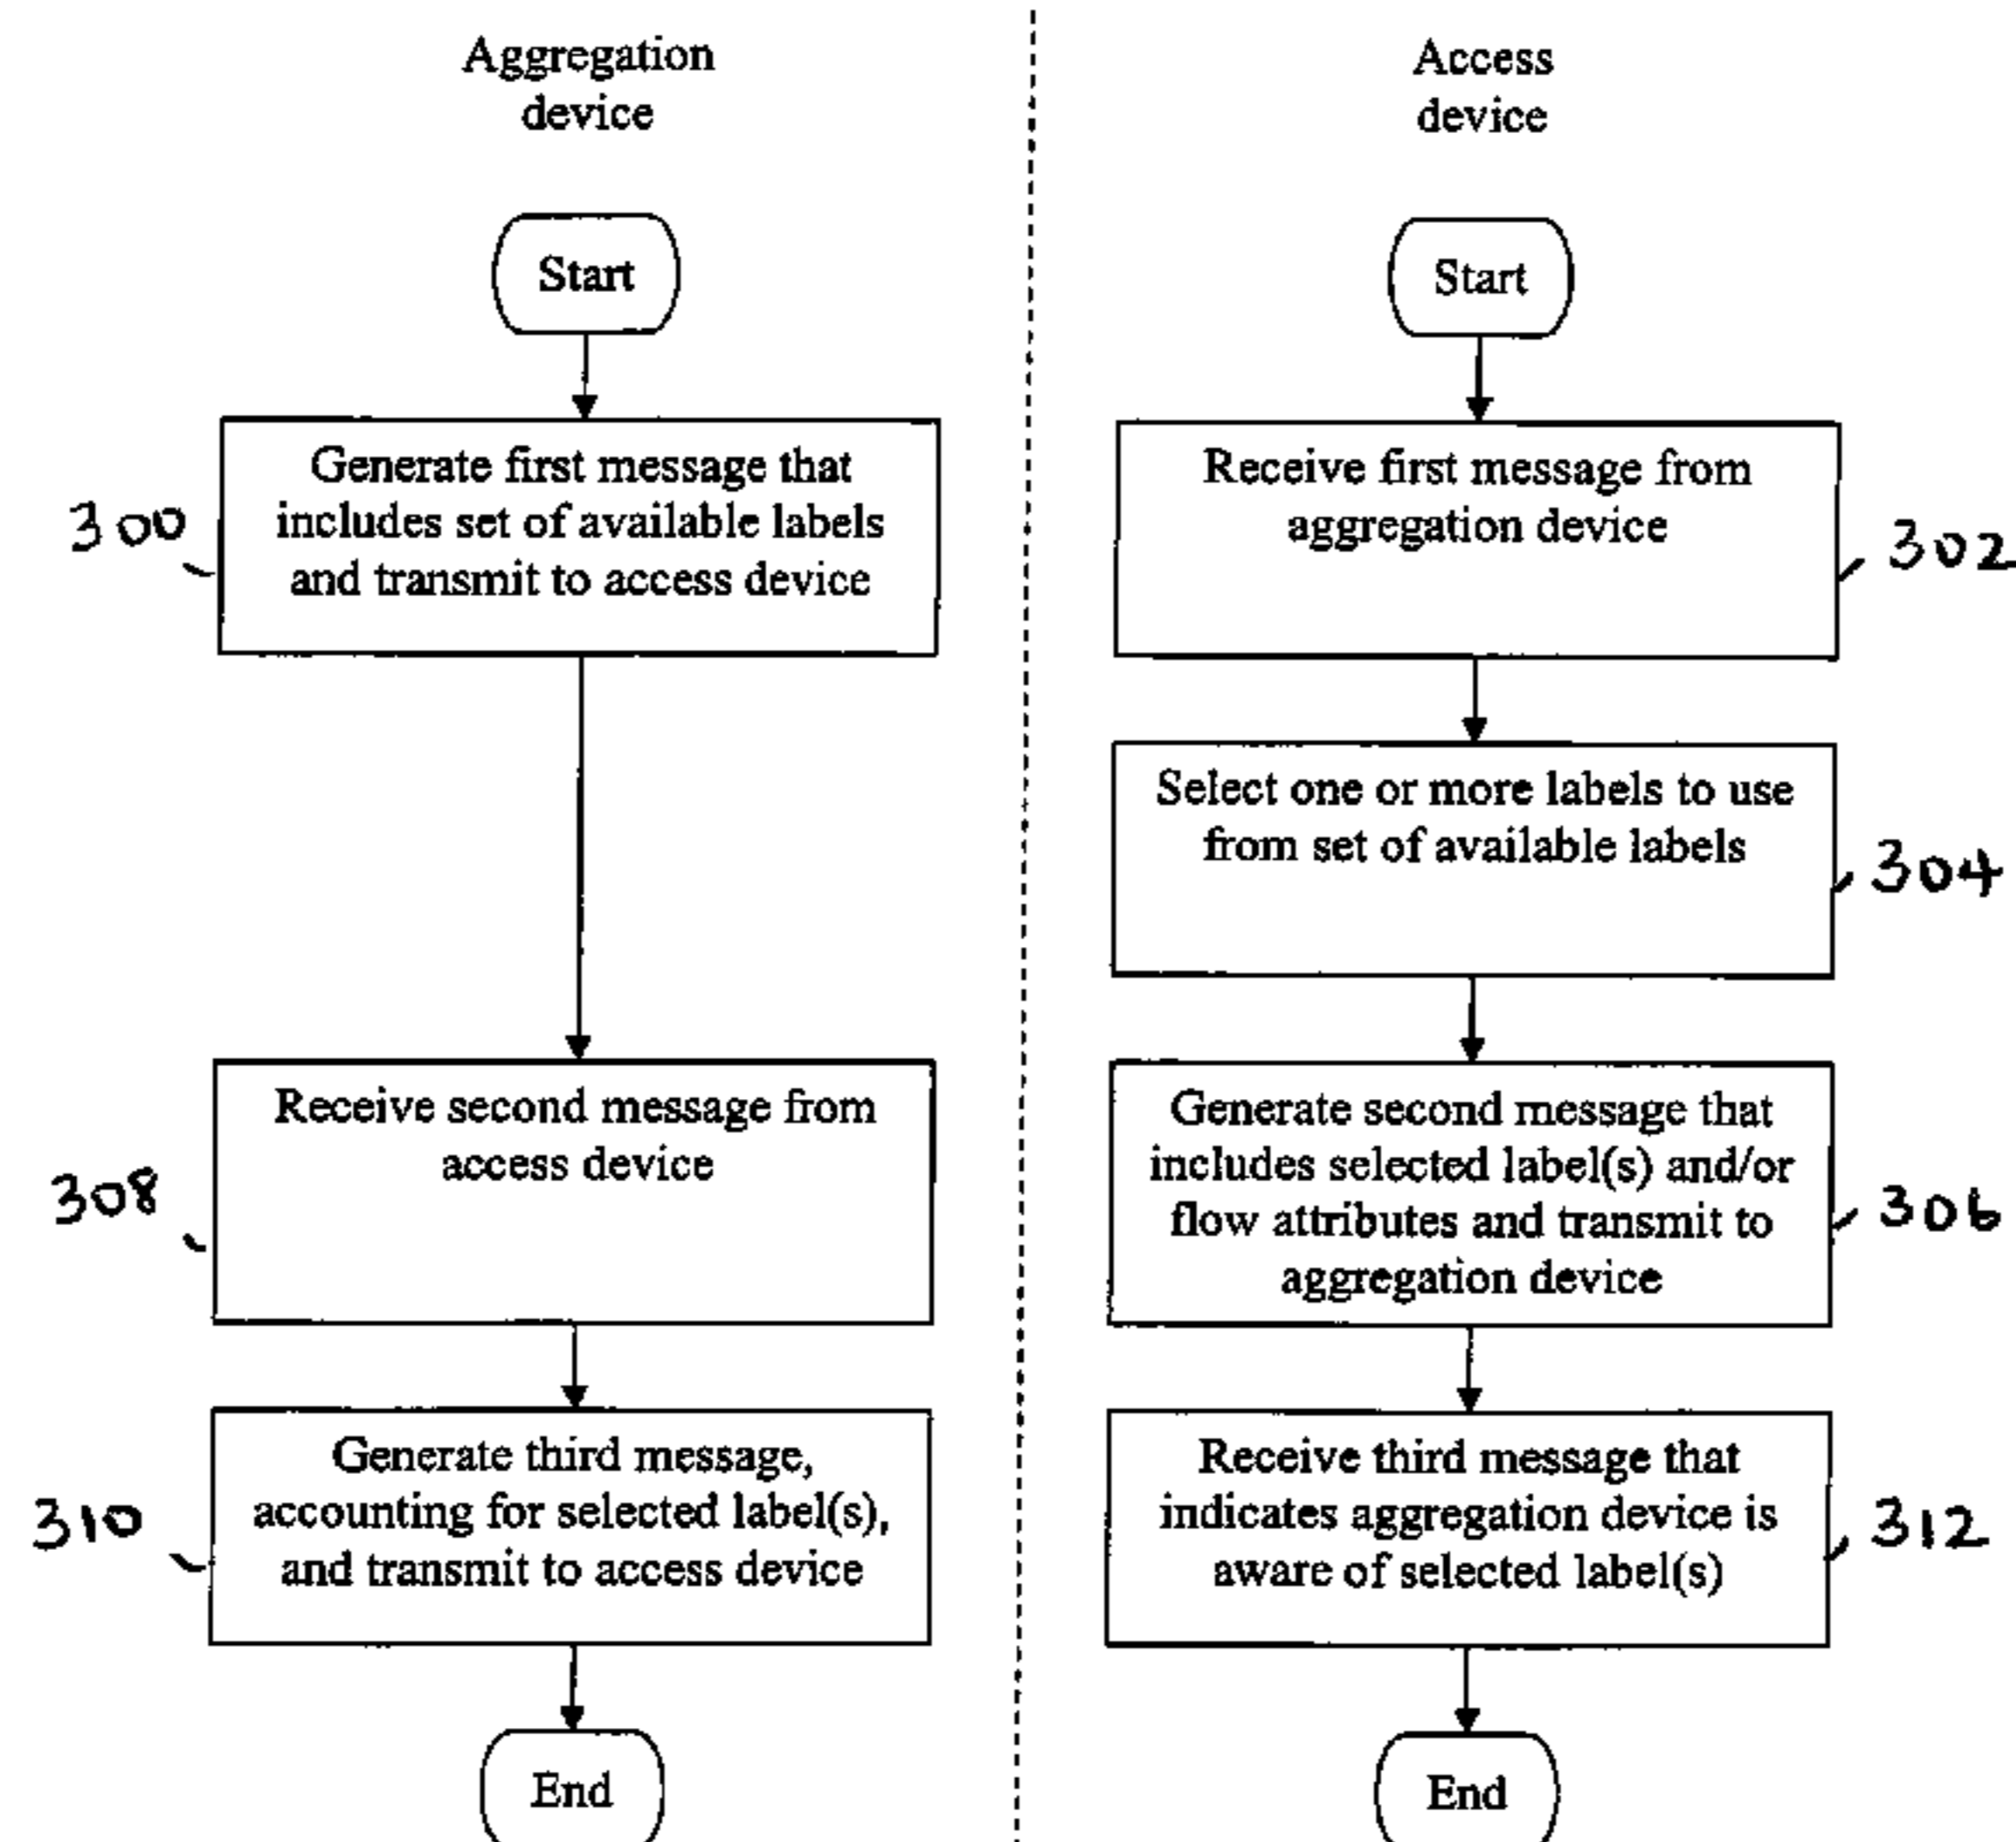 Aggregation
device
Start
Generate first message that
includes set of available labels
and transmit to access device
300
Receive second message from
access device
308
Generate third message,
accounting for selected label(s),
and transmit to access device
310
End
Access
device
Start
Receive first message from
aggregation device
302
Select one or more labels to use
from set of available labels
304
Generate second message that
includes selected label(s) and/or
flow attributes and transmit to
aggregation device
306
Receive third message that
indicates aggregation device is
aware of selected label(s)
312
End